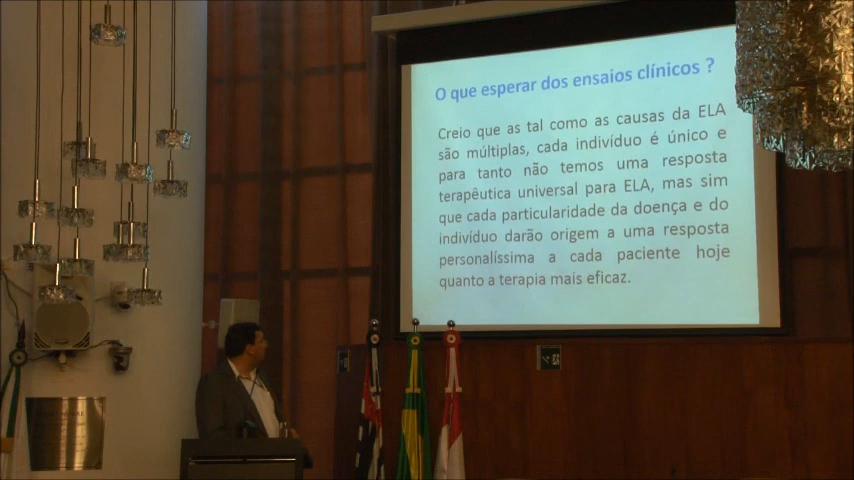 O que esperar dos ensaios clínicos ?
Creio que as tal como as causas da ELA
são múltiplas, cada indivíduo é único e
para tanto não temos uma resposta
terapêutica universal para ELA, mas sim
que cada particularidade da doença e do
indivíduo darão origem a uma resposta
personalíssima a cada paciente hoje
quanto a terapia mais eficaz.